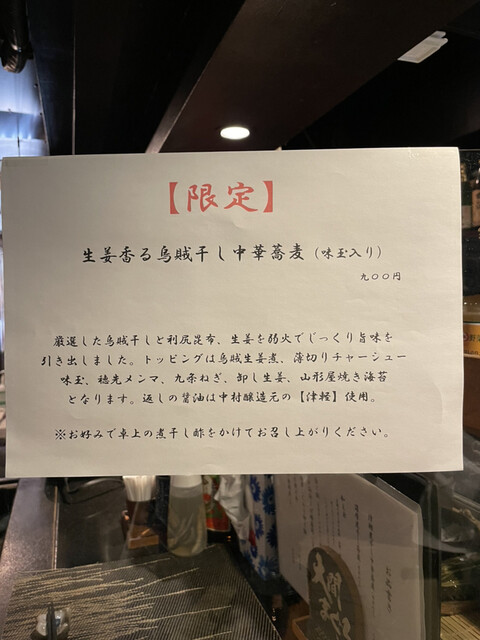 【限定】
生姜香る烏賊干し中華蕎麦（味玉入り）
九〇〇円
厳選した烏賊干しと利尻昆布、生姜を弱火でじっくり旨味を
引き出しました。トッピングは烏賊生姜煮、薄切りチャーシュー
味玉、穂先メンマ、九条ねぎ、卸し生姜、山形屋焼き海苔
となります。返しの醤油は中村醸造元の【津軽】使用。
※お好みで卓上の煮干し酢をかけてお召し上がりください。